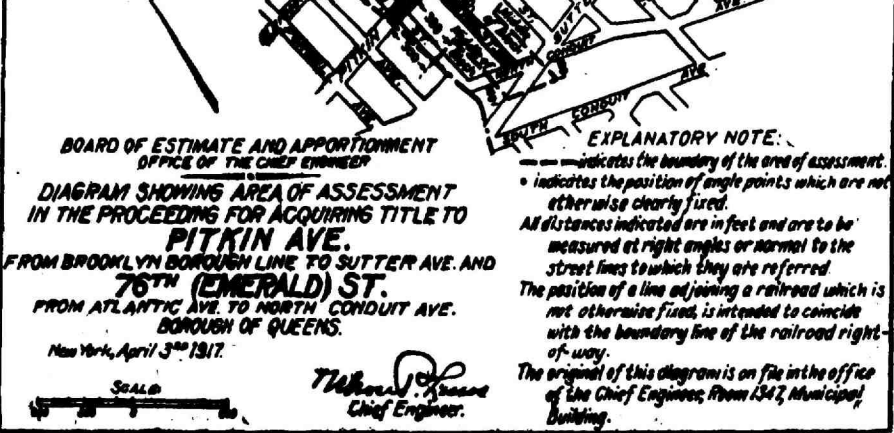 PITKIN
SUTT
AVE.
SOUTH CONDUIT AVE
BOARD OF ESTIMATE AND APPORTIONMENT
OFFICE OF THE CHIEF ENGINEER
DIAGRAM SHOWING AREA OF ASSESSMENT
IN THE PROCEEDING FOR ACQUIRING TITLE TO
PITKIN AVE.
FROM BROOKLYN BOROUGH LINE TO SUTTER AVE. AND
76TH (EMERALD) ST.
FROM ATLANTIC AVE. TO NORTH CONDUIT AVE.
BOROUGH OF QUEENS.
New York, April 3RD 1917.
SCALE
Chief Engineer.
EXPLANATORY NOTE:
indicates the boundary of the area of assessment.
• indicates the position of angle points which are not
otherwise clearly fixed.
All distances indicated are in feet and are to be
measured at right angles or normal to the
street lines to which they are referred.
The position of a line adjoining a railroad which is
not otherwise fixed, is intended to coincide
with the boundary line of the railroad right-
of-way.
The original of this diagram is on file in the office
of the Chief Engineer, Room 1347, Municipal
Building.